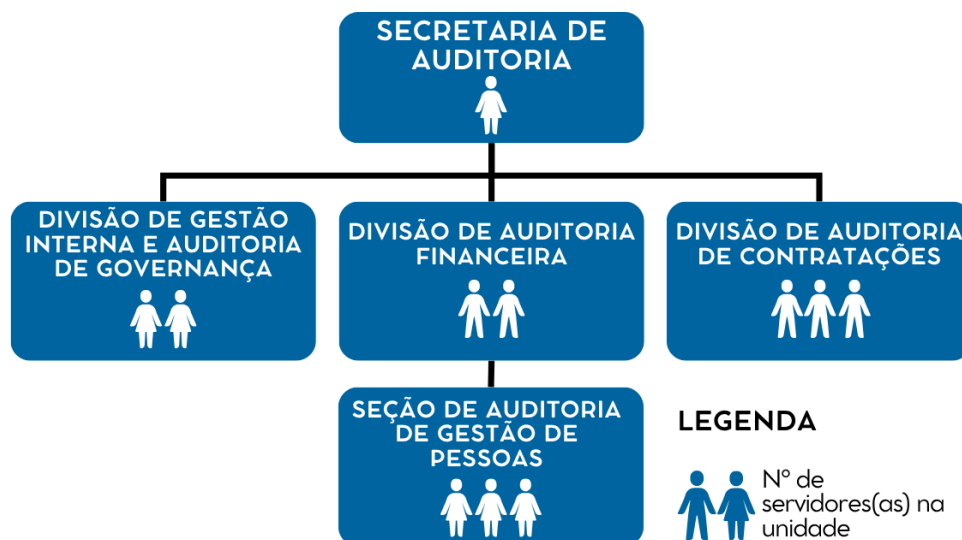 SECRETARIA DE
AUDITORIA
DIVISÃO DE GESTÃO
INTERNA E AUDITORIA
DE GOVERNANÇA
DIVISÃO DE AUDITORIA
FINANCEIRA
DIVISÃO DE AUDITORIA
DE CONTRATAÇÕES
SEÇÃO DE AUDITORIA
DE GESTÃO DE
PESSOAS
LEGENDA
Nº de
servidores(as) na
unidade